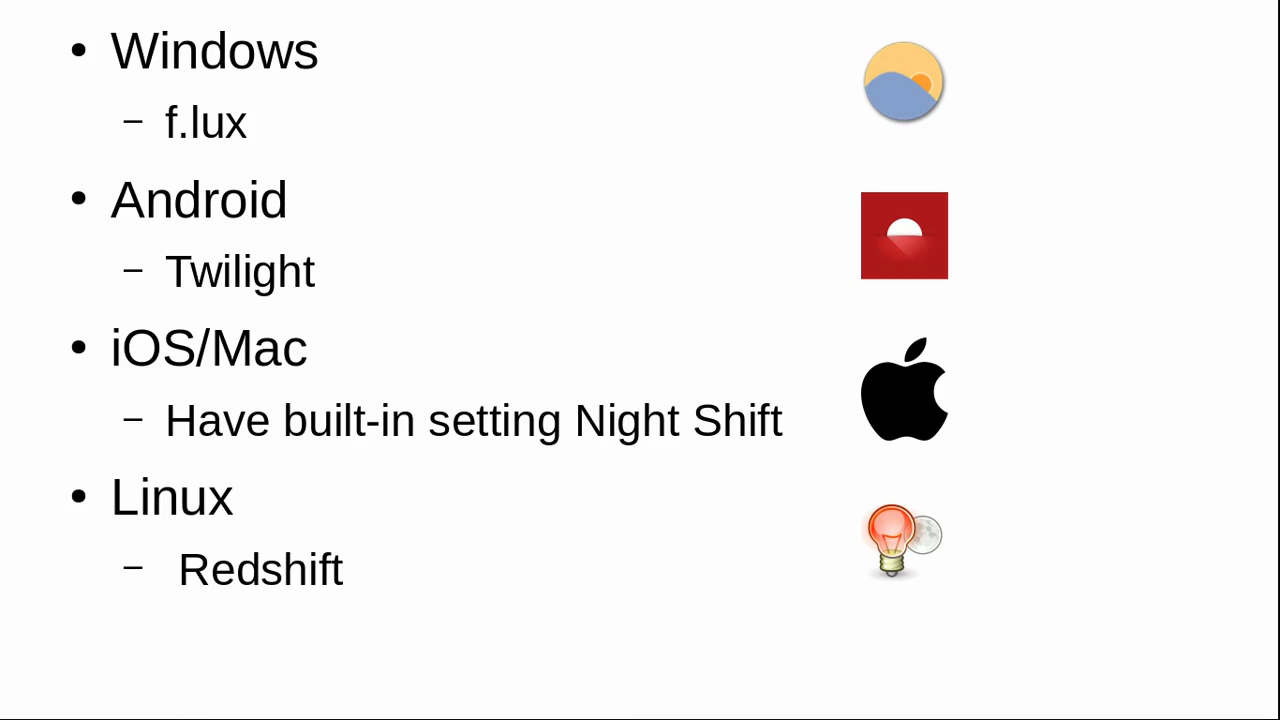 • Windows
– f.lux
• Android
– Twilight
• iOS/Mac
– Have built-in setting Night Shift
• Linux
– Redshift